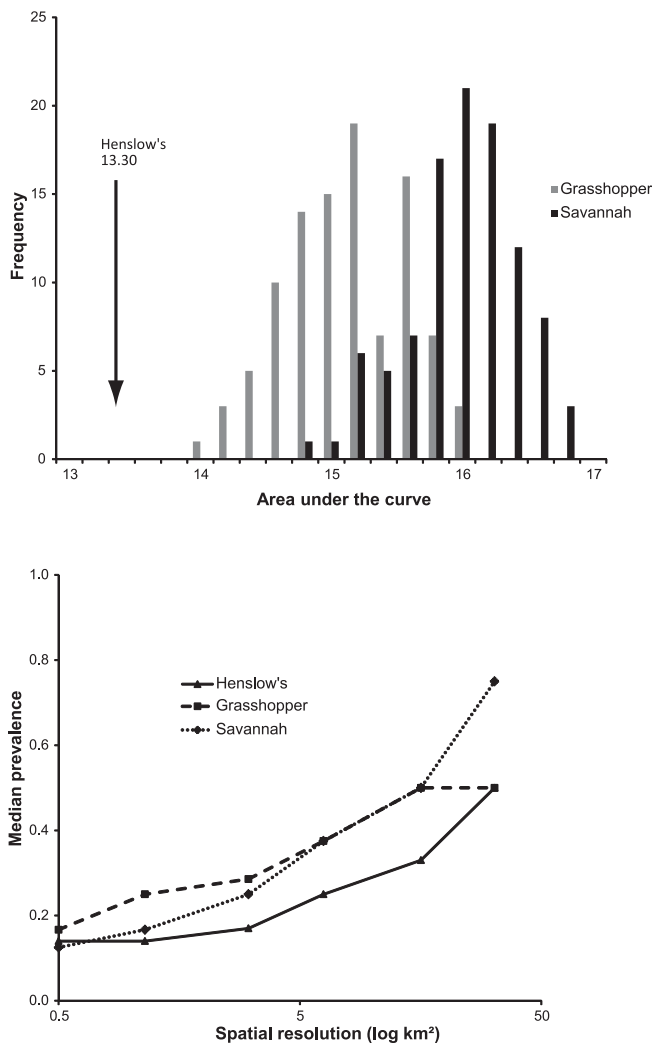 25
20
15
10
5
0
Frequency
Henslow's
13.30
Grasshopper
Savannah
13 14 15 16 17
Area under the curve
1.0
0.8
0.6
0.4
0.2
0.0
Median prevalence
Henslow's
Grasshopper
Savannah
0.5 5 50
Spatial resolution (log km²)